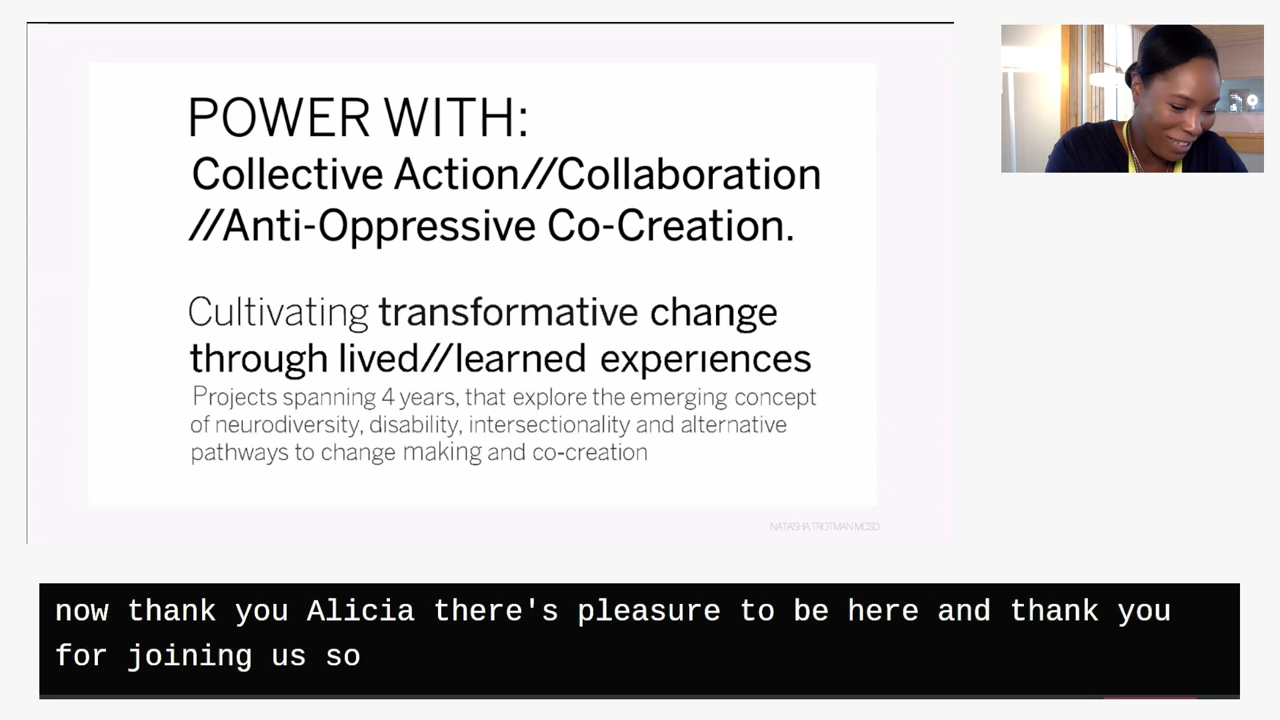 POWER WITH:
Collective Action//Collaboration
//Anti-Oppressive Co-Creation.
Cultivating transformative change
through lived//learned experiences
Projects spanning 4 years, that explore the emerging concept
of neurodiversity, disability, intersectionality and alternative
pathways to change making and co-creation
NATASHA TROTMAN MCSD
now thank you Alicia there's pleasure to be here and thank you
for joining us so